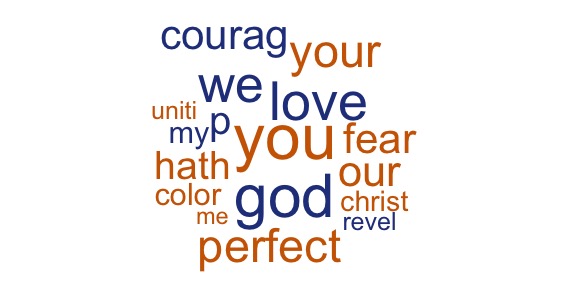 courag
your
we
love
uniti
my
p
you
fear
hath
our
color
god
christ
me
revel
perfect